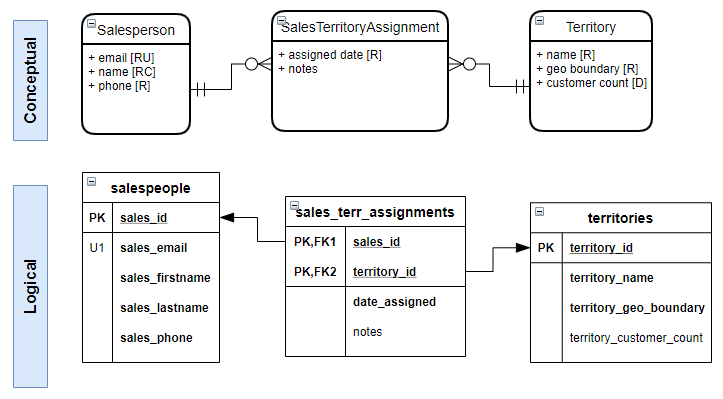 Conceptual
Salesperson
+ email [RU]
+ name [RC]
+ phone [R]
SalesTerritoryAssignment
+ assigned date [R]
+ notes
Territory
+ name [R]
+ geo boundary [R]
+ customer count [D]
Logical
salespeople
PK sales_id
U1 sales_email
sales_firstname
sales_lastname
sales_phone
sales_terr_assignments
PK,FK1 sales_id
PK,FK2 territory_id
date_assigned
notes
territories
PK territory_id
territory_name
territory_geo_boundary
territory_customer_count